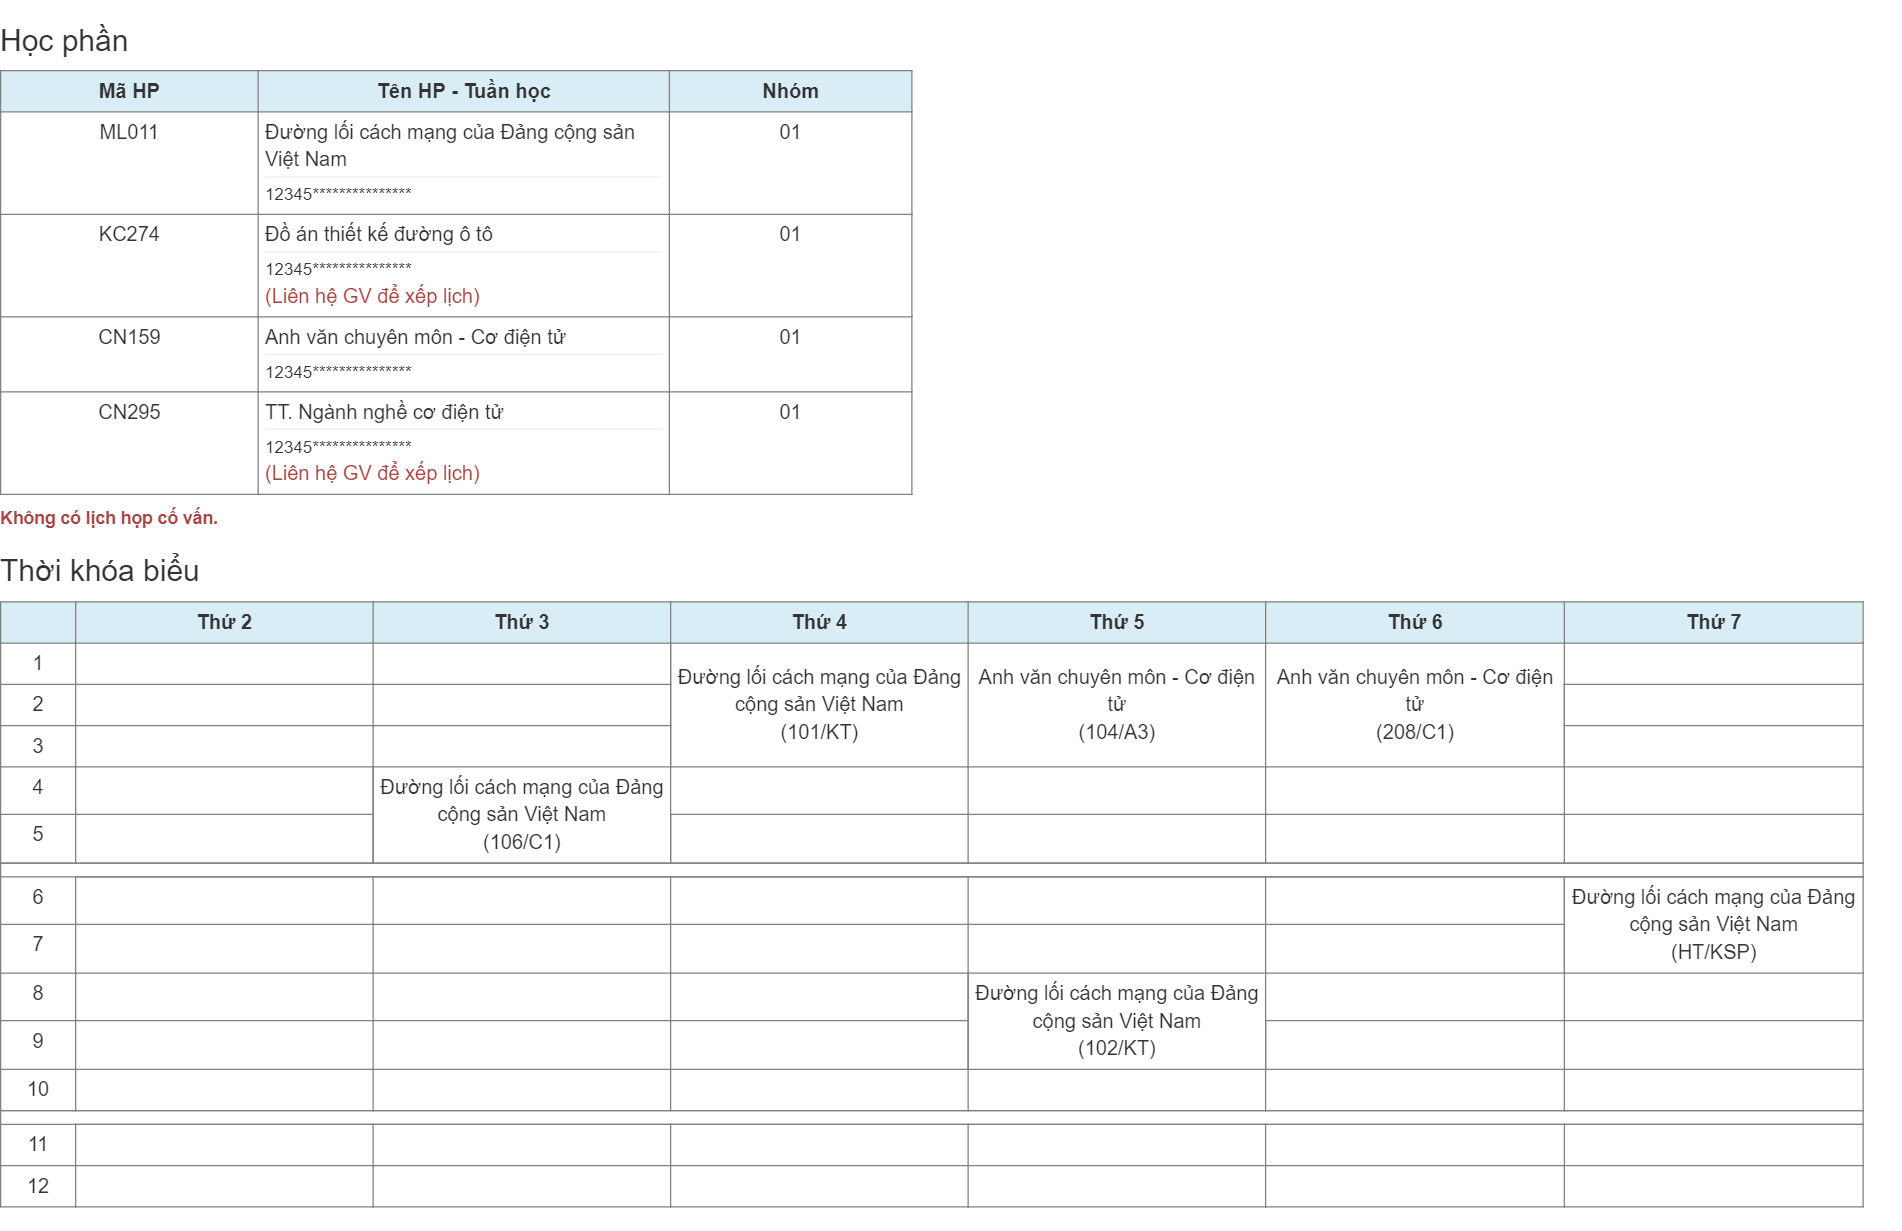 Học phần
Mã HP Tên HP - Tuần học Nhóm
ML011 Đường lối cách mạng của Đảng cộng sản 01
Việt Nam
12345***************
KC274 Đồ án thiết kế đường ô tô 01
12345***************
(Liên hệ GV để xếp lịch)
CN159 Anh văn chuyên môn - Cơ điện tử 01
12345***************
CN295 TT. Ngành nghề cơ điện tử 01
12345***************
(Liên hệ GV để xếp lịch)
Không có lịch họp cố vấn.
Thời khóa biểu
Thứ 2 Thứ 3 Thứ 4 Thứ 5 Thứ 6 Thứ 7
1
Đường lối cách mạng của Đảng Anh văn chuyên môn - Cơ điện Anh văn chuyên môn - Cơ điện
2 cộng sản Việt Nam tử tử
(101/KT) (104/A3) (208/C1)
3
4 Đường lối cách mạng của Đảng
cộng sản Việt Nam
5 (106/C1)
6 Đường lối cách mạng của Đảng
cộng sản Việt Nam
7 (HT/KSP)
8 Đường lối cách mạng của Đảng
cộng sản Việt Nam
9 (102/KT)
10
11
12